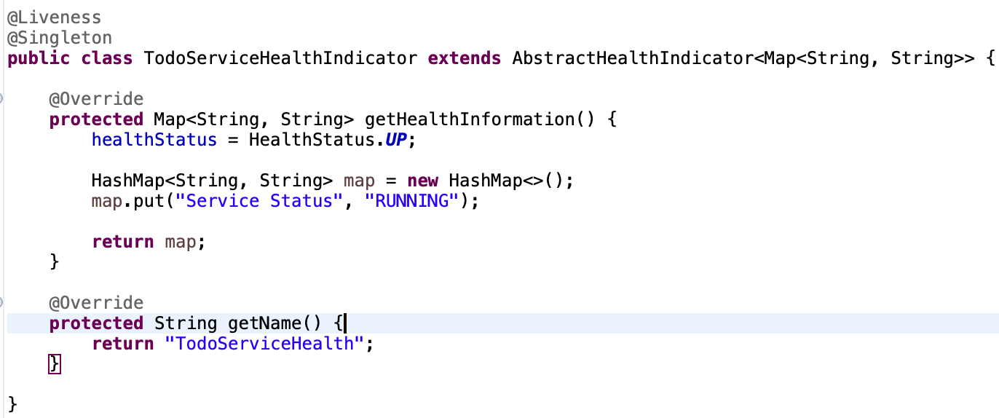 @Liveness
@Singleton
public class TodoServiceHealthIndicator extends AbstractHealthIndicator<Map<String, String>> {
@Override
protected Map<String, String> getHealthInformation() {
healthStatus = HealthStatus.UP;
HashMap<String, String> map = new HashMap<>();
map.put("Service Status", "RUNNING");
return map;
}
@Override
protected String getName() {
return "TodoServiceHealth";
}
}